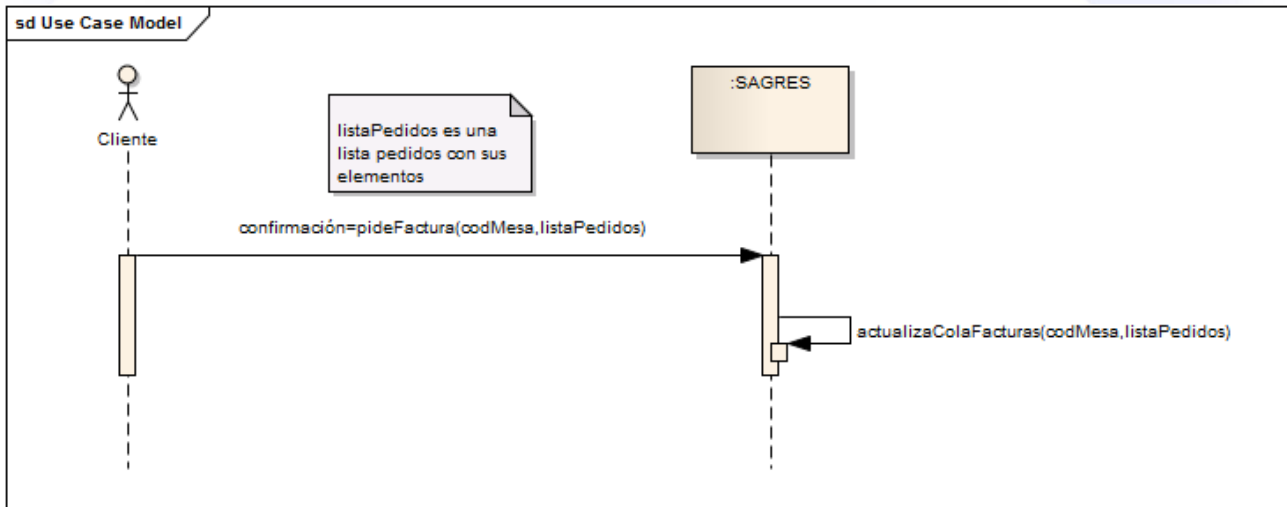 sd Use Case Model
:SAGRES
Cliente
listaPedidos es una
lista pedidos con sus
elementos
confirmación=pideFactura(codMesa,listaPedidos)
actualizaColaFacturas(codMesa,listaPedidos)